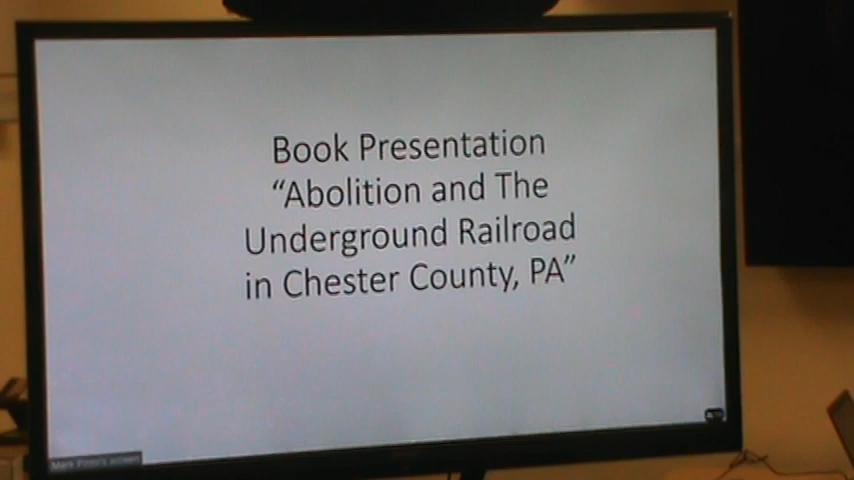 Book Presentation
“Abolition and The
Underground Railroad
in Chester County, PA”